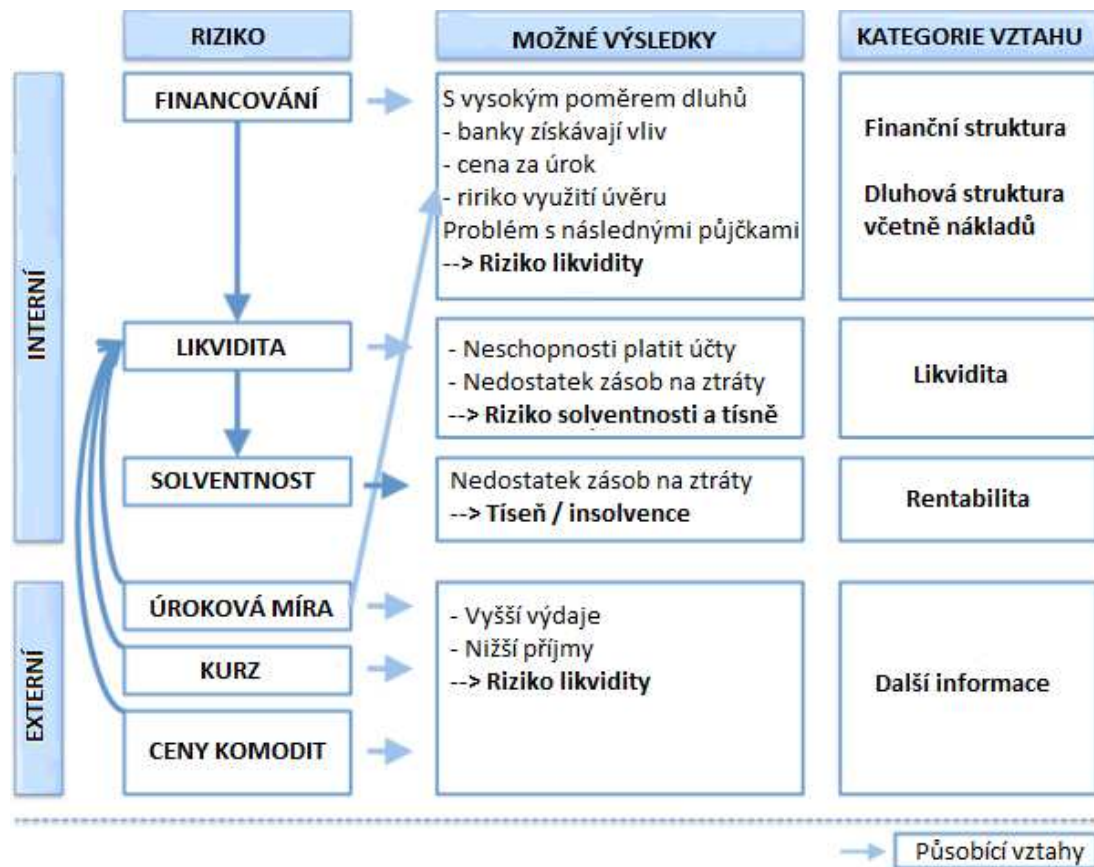 RIZIKO
MOŽNÉ VÝSLEDKY
KATEGORIE VZTAHU
INTERNÍ
FINANCOVÁNÍ
S vysokým poměrem dluhů
- banky získávají vliv
- cena za úrok
- ririko využití úvěru
Problém s následnými půjčkami
--> Riziko likvidity
Finanční struktura
Dluhová struktura
včetně nákladů
LIKVIDITA
- Neschopnosti platit účty
- Nedostatek zásob na ztráty
--> Riziko solventnosti a tísně
Likvidita
SOLVENTNOST
Nedostatek zásob na ztráty
--> Tíseň / insolvence
Rentabilita
EXTERNÍ
ÚROKOVÁ MÍRA
KURZ
CENY KOMODIT
- Vyšší výdaje
- Nižší příjmy
--> Riziko likvidity
Další informace
Působící vztahy